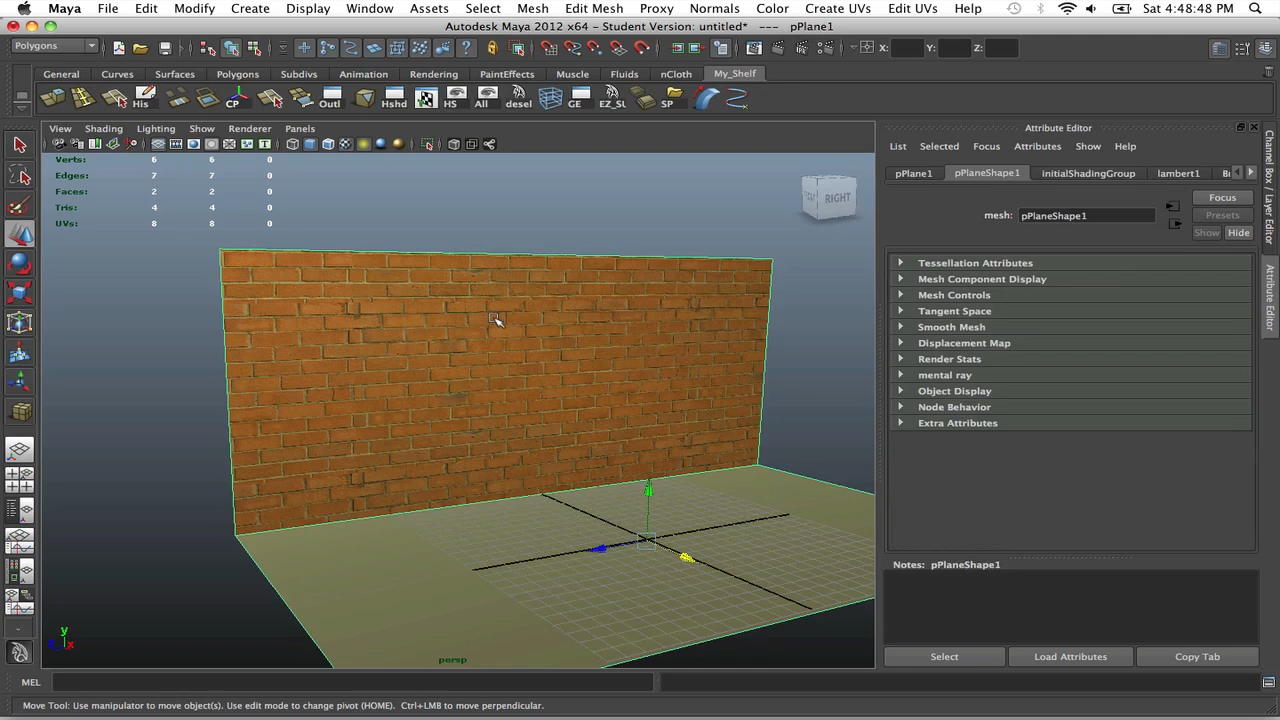 Maya File Edit Modify Create Display Window Assets Select Mesh Edit Mesh Proxy Normals Color Create UVs Edit UVs Help Sat 4:48:48 PM
Autodesk Maya 2012 x64 - Student Version: untitled* --- pPlane1
Polygons X: Y: Z:
General Curves Surfaces Polygons Subdivs Animation Rendering PaintEffects Muscle Fluids nCloth My_Shelf
His CP Outl Hshd HS All desel GE EZ_SL SP
View Shading Lighting Show Renderer Panels
Attribute Editor
List Selected Focus Attributes Show Help
Verts: 6 6 0
Edges: 7 7 0
Faces: 2 2 0
Tris: 4 4 0
UVs: 8 8 0
RIGHT
pPlane1 pPlaneShape1 initialShadingGroup lambert1
Focus
mesh: pPlaneShape1
Presets
Show Hide
Tessellation Attributes
Mesh Component Display
Mesh Controls
Tangent Space
Smooth Mesh
Displacement Map
Render Stats
mental ray
Object Display
Node Behavior
Extra Attributes
Notes: pPlaneShape1
Select Load Attributes Copy Tab
Channel Box / Layer Editor
Attribute Editor
y
z x
persp
MEL
Move Tool: Use manipulator to move object(s). Use edit mode to change pivot (HOME). Ctrl+LMB to move perpendicular.